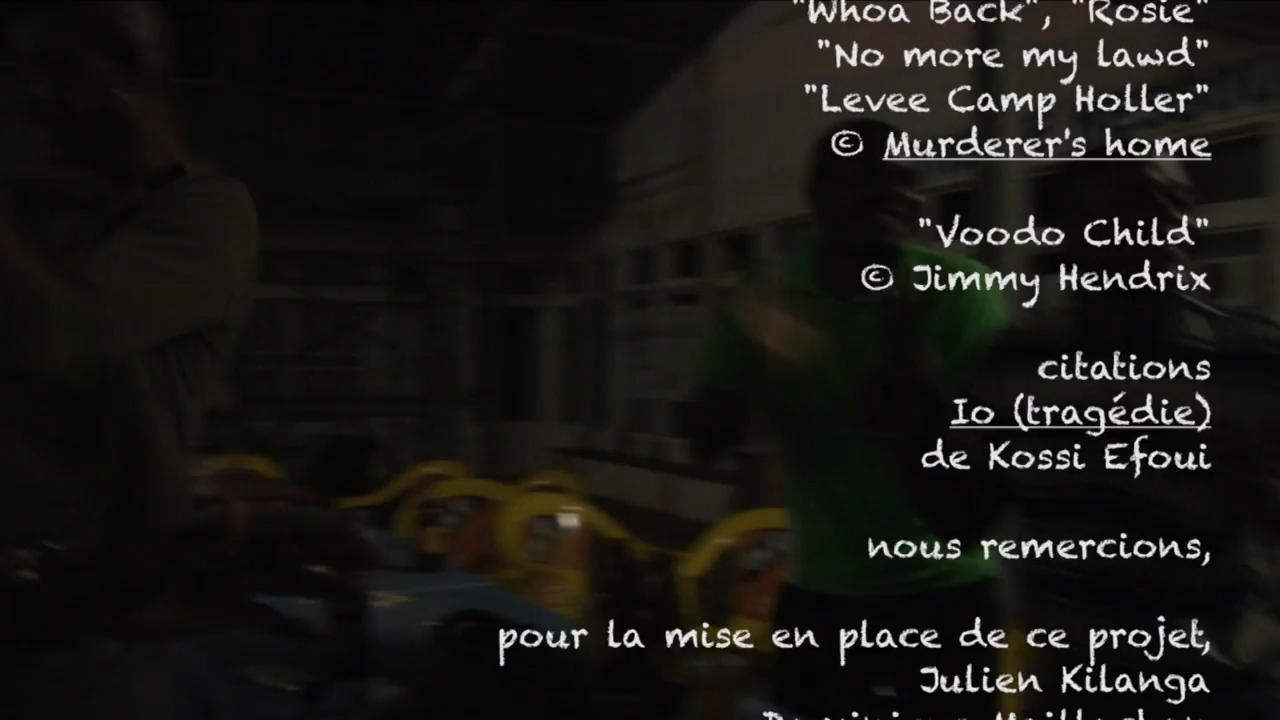 "Whoa Back", "Rosie"
"No more my lawd"
"Levee Camp Holler"
© Murderer's home
"Voodo Child"
© Jimmy Hendrix
citations
Io (tragédie)
de Kossi Efoui
nous remercions,
pour la mise en place de ce projet,
Julien Kilanga